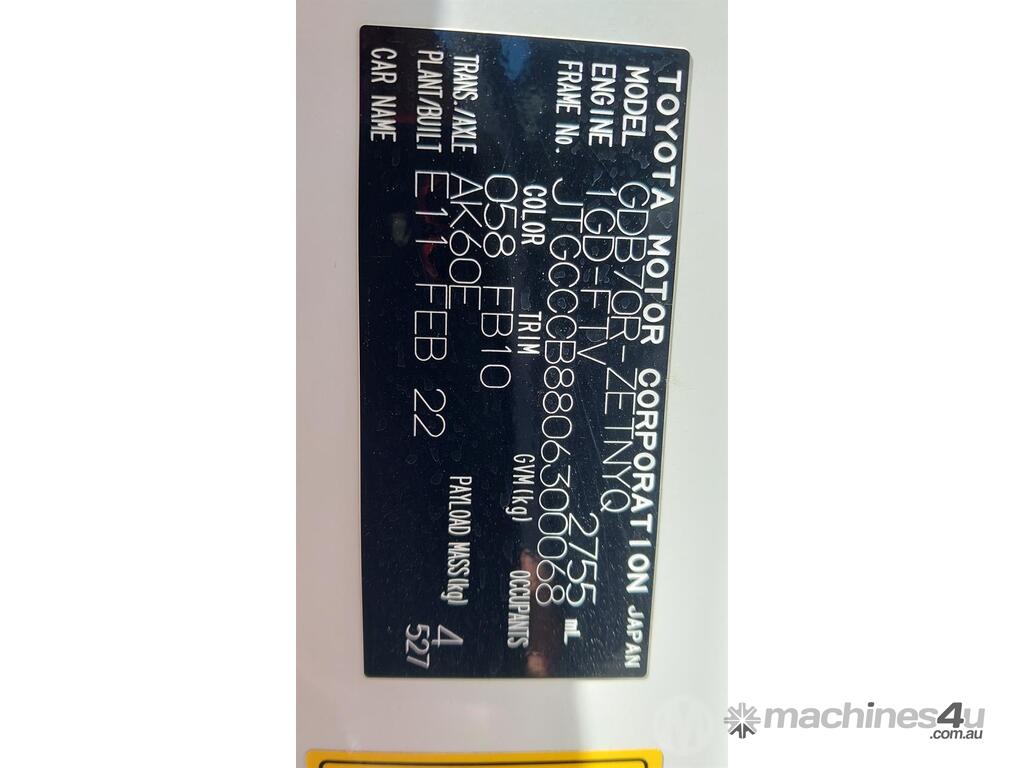 TOYOTA MOTOR CORPORATION JAPAN
MODEL GDB70R-ZETNYQ
ENGINE 1GD-FTV 2755 mL
FRAME No. JTGCCCB8806300068
COLOR TRIM GVM(kg) OCCUPANTS
058 FB10
TRANS./AXLE AK60E 4
PLANT/BUILT E11 FEB 22 PAYLOAD MASS(kg) 527
CAR NAME
machines4u
.com.au